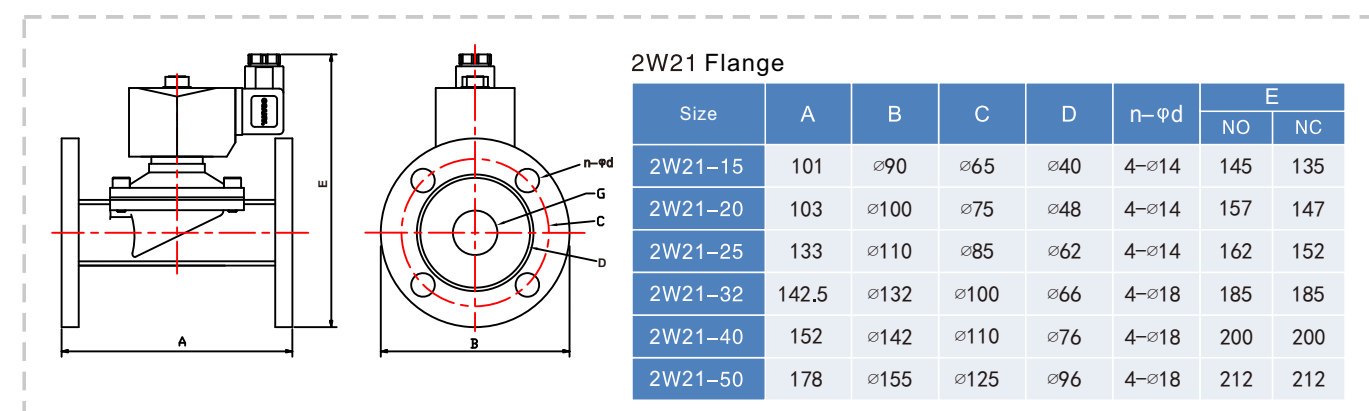 2W21 Flange
Size A B C D n–φd E
NO NC
2W21–15 101 ⌀90 ⌀65 ⌀40 4–⌀14 145 135
2W21–20 103 ⌀100 ⌀75 ⌀48 4–⌀14 157 147
2W21–25 133 ⌀110 ⌀85 ⌀62 4–⌀14 162 152
2W21–32 142.5 ⌀132 ⌀100 ⌀66 4–⌀18 185 185
2W21–40 152 ⌀142 ⌀110 ⌀76 4–⌀18 200 200
2W21–50 178 ⌀155 ⌀125 ⌀96 4–⌀18 212 212
E
A
n–φd
G
C
D
B